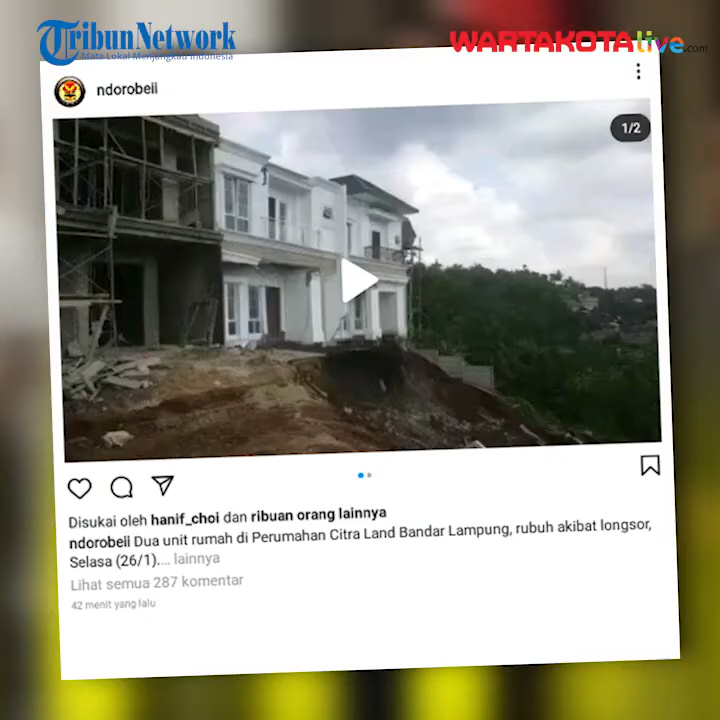 TribunNetwork
Mata Lokal Menjangkau Indonesia
WARTAKOTAlive.com
ndorobeii
1/2
Disukai oleh hanif_choi dan ribuan orang lainnya
ndorobeii Dua unit rumah di Perumahan Citra Land Bandar Lampung, rubuh akibat longsor,
Selasa (26/1).... lainnya
Lihat semua 287 komentar
42 menit yang lalu